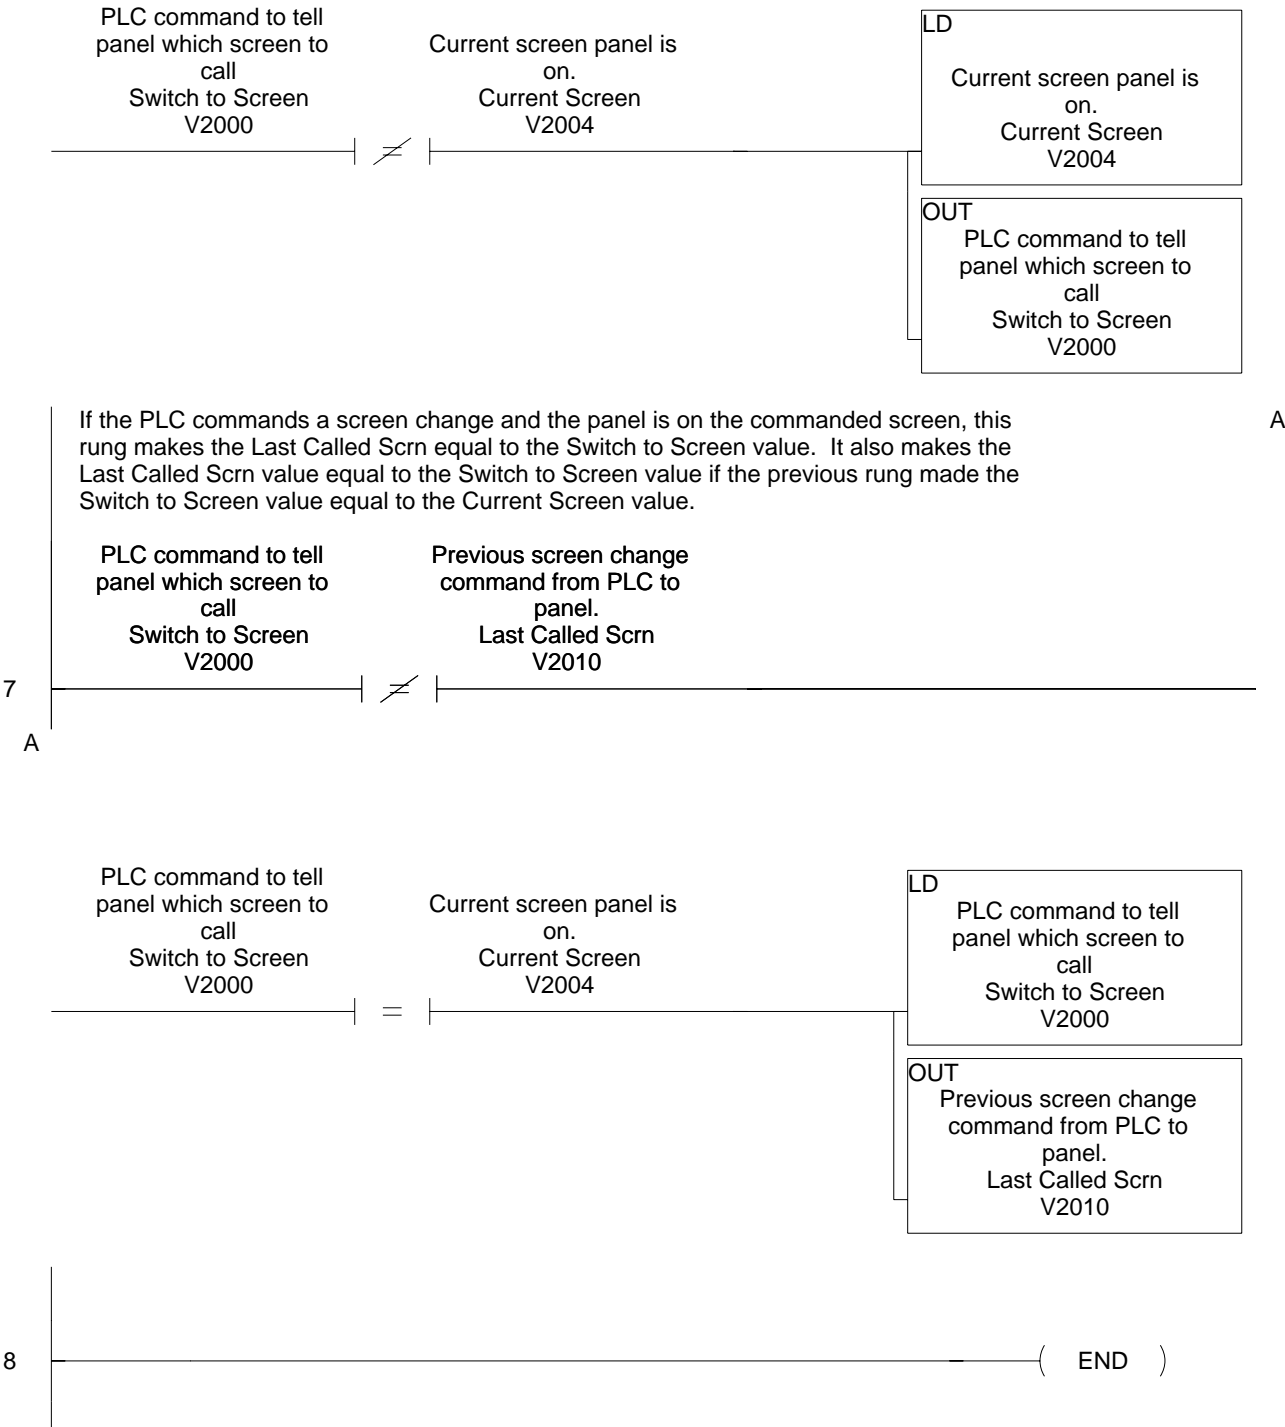 PLC command to tell
panel which screen to
call
Switch to Screen
V2000
Current screen panel is
on.
Current Screen
V2004
LD
Current screen panel is
on.
Current Screen
V2004
OUT
PLC command to tell
panel which screen to
call
Switch to Screen
V2000
If the PLC commands a screen change and the panel is on the commanded screen, this
rung makes the Last Called Scrn equal to the Switch to Screen value.  It also makes the
Last Called Scrn value equal to the Switch to Screen value if the previous rung made the
Switch to Screen value equal to the Current Screen value.
A
PLC command to tell
panel which screen to
call
Switch to Screen
V2000
Previous screen change
command from PLC to
panel.
Last Called Scrn
V2010
7
≠
A
PLC command to tell
panel which screen to
call
Switch to Screen
V2000
=
Current screen panel is
on.
Current Screen
V2004
LD
PLC command to tell
panel which screen to
call
Switch to Screen
V2000
OUT
Previous screen change
command from PLC to
panel.
Last Called Scrn
V2010
8
( END )